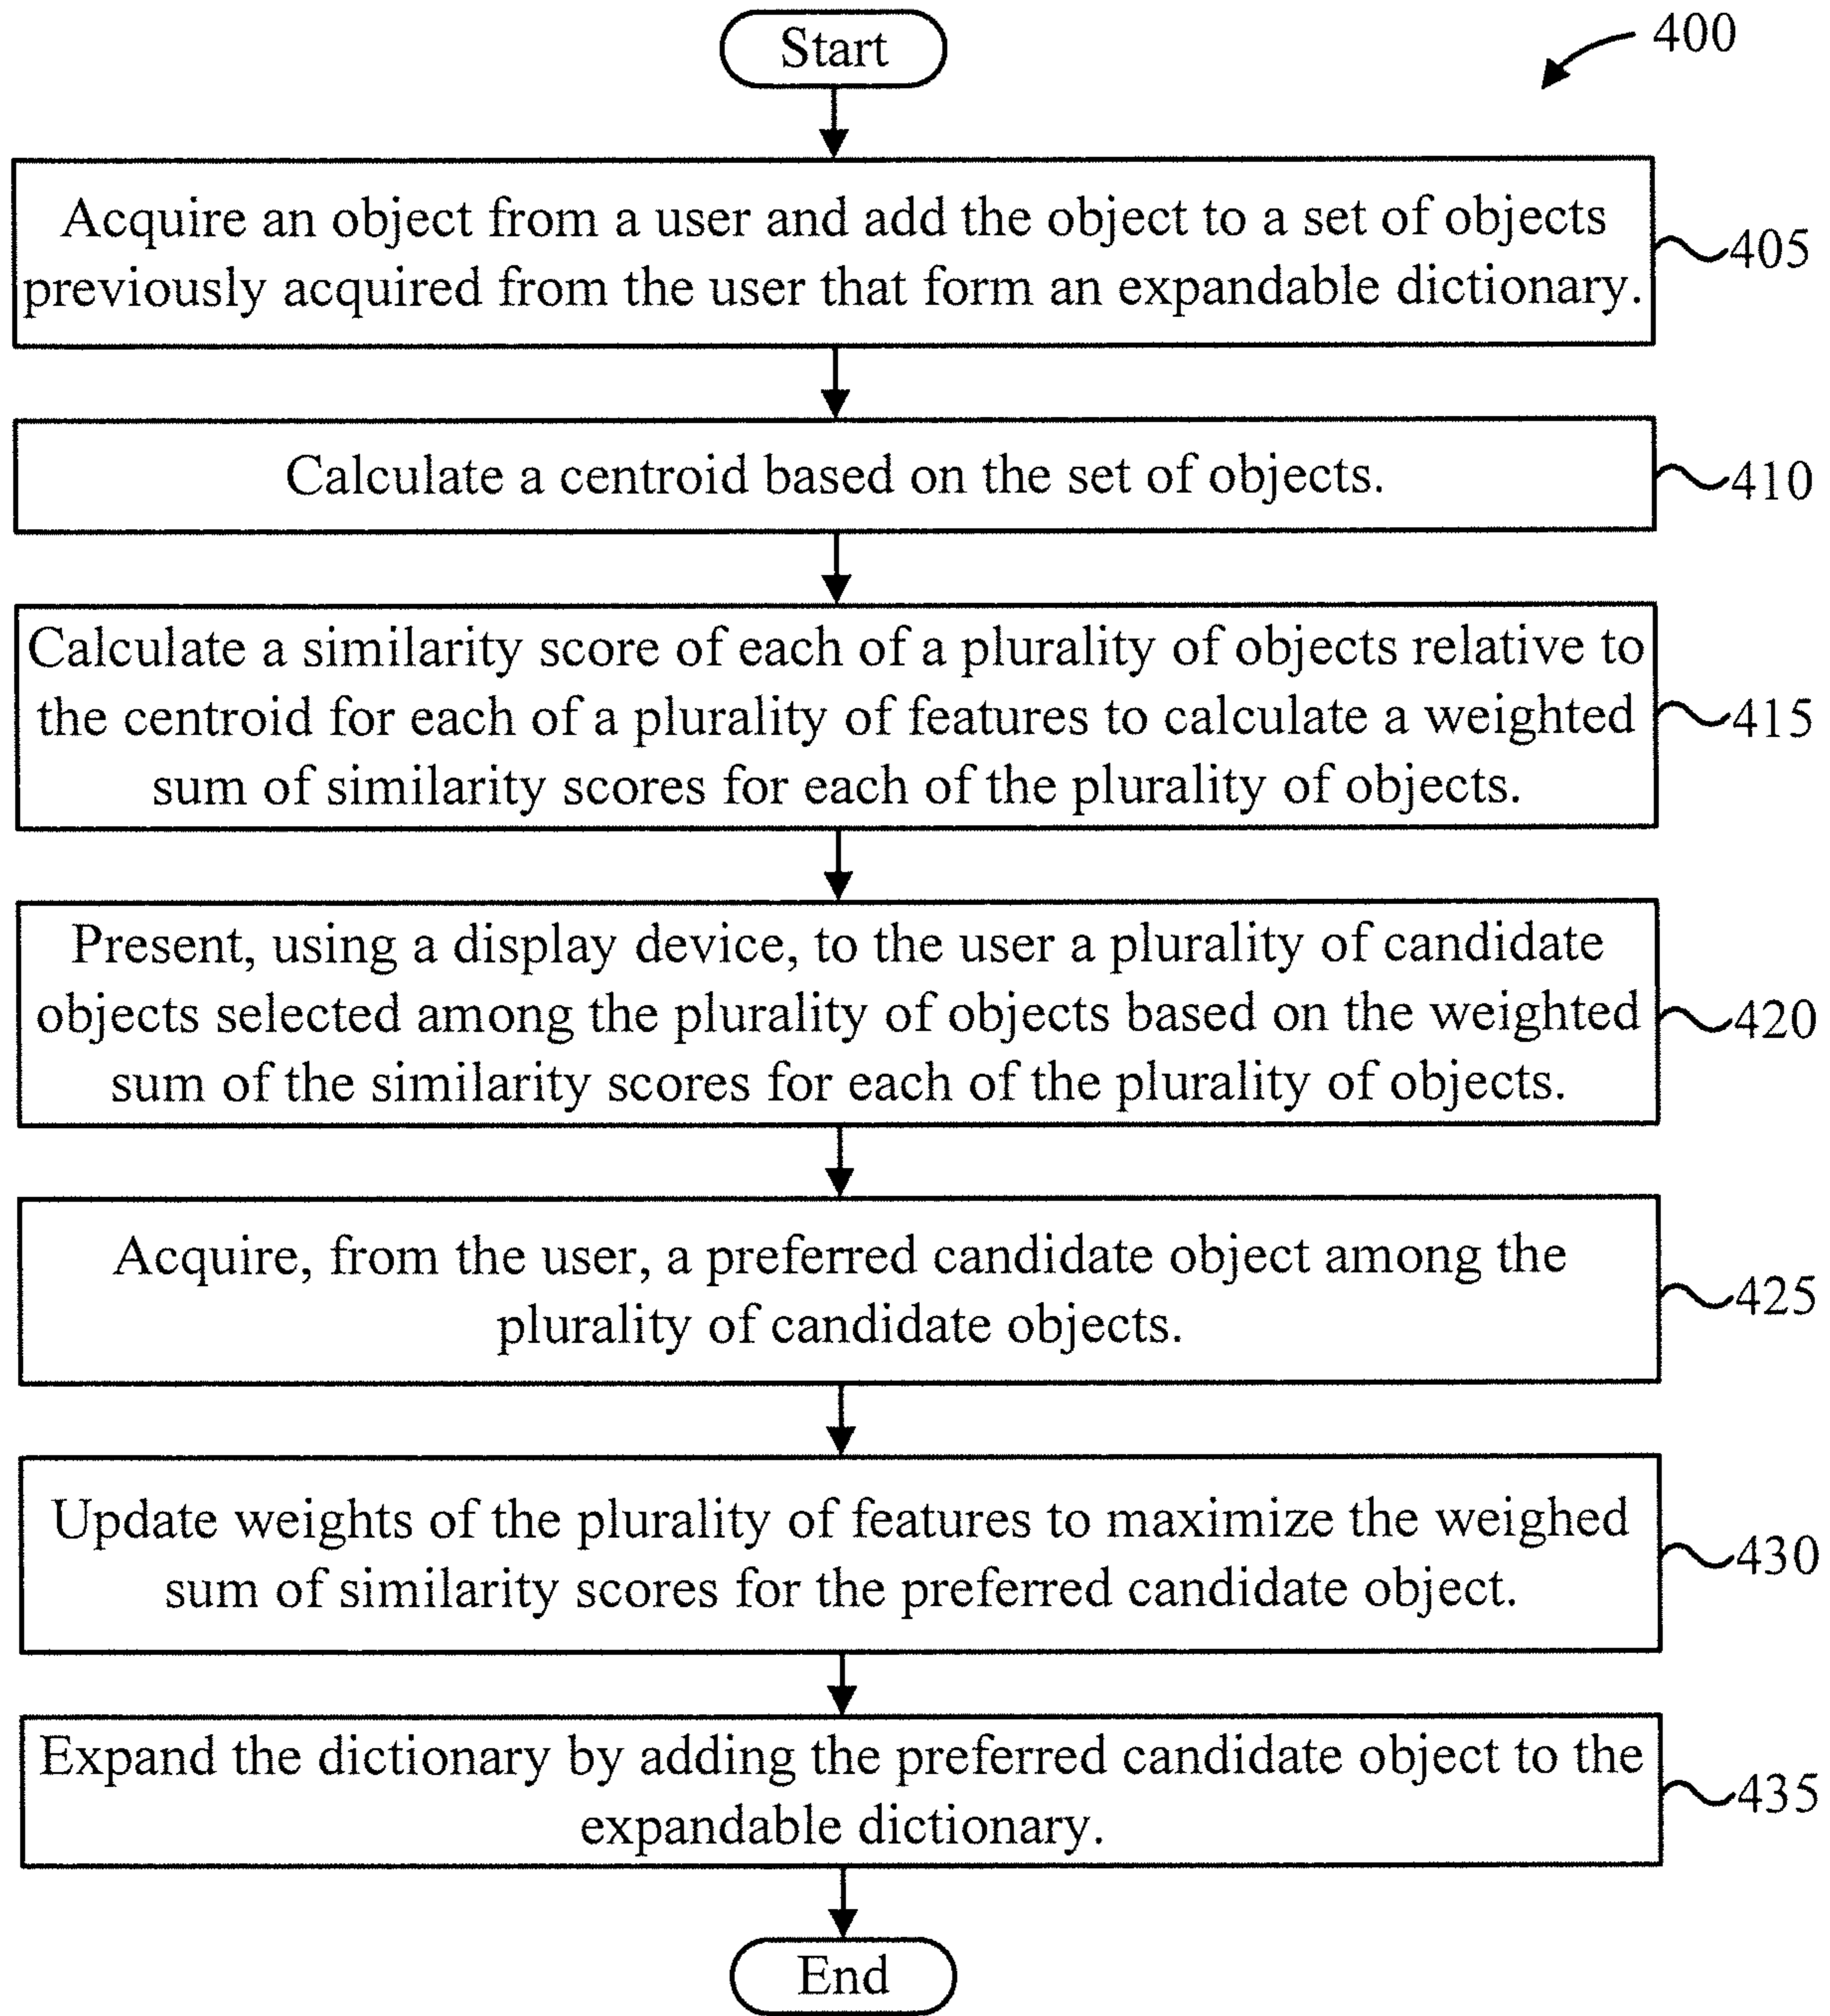 Start
400
Acquire an object from a user and add the object to a set of objects
previously acquired from the user that form an expandable dictionary.
405
Calculate a centroid based on the set of objects.
410
Calculate a similarity score of each of a plurality of objects relative to
the centroid for each of a plurality of features to calculate a weighted
sum of similarity scores for each of the plurality of objects.
415
Present, using a display device, to the user a plurality of candidate
objects selected among the plurality of objects based on the weighted
sum of the similarity scores for each of the plurality of objects.
420
Acquire, from the user, a preferred candidate object among the
plurality of candidate objects.
425
Update weights of the plurality of features to maximize the weighed
sum of similarity scores for the preferred candidate object.
430
Expand the dictionary by adding the preferred candidate object to the
expandable dictionary.
435
End